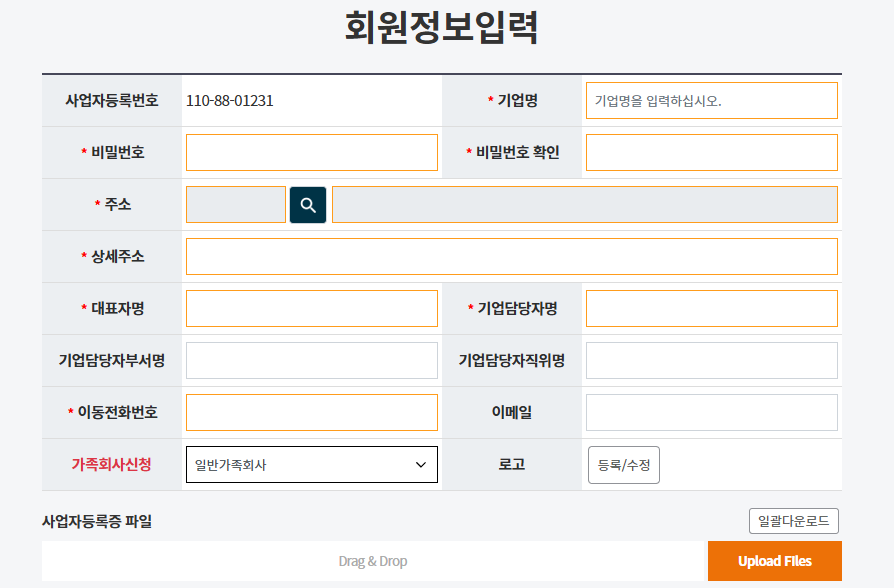 회원정보입력
사업자등록번호 110-88-01231 * 기업명 기업명을 입력하십시오.
* 비밀번호 * 비밀번호 확인
* 주소
* 상세주소
* 대표자명 * 기업담당자명
기업담당자부서명 기업담당자직위명
* 이동전화번호 이메일
가족회사신청 일반가족회사 로고 등록/수정
사업자등록증 파일 일괄다운로드
Drag & Drop Upload FIles